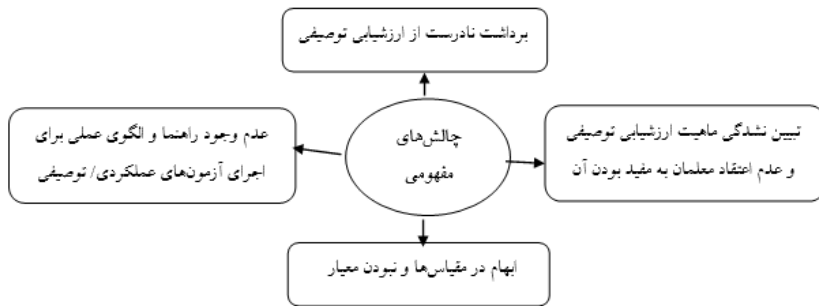 برداشت نادرست از ارزشیابی توصیفی
تبیین نشدگی ماهیت ارزشیابی توصیفی
و عدم اعتقاد معلمان به مفید بودن آن
چالش‌های
مفهومی
عدم وجود راهنما و الگوی عملی برای
اجرای آزمون‌های عملکردی/ توصیفی
ابهام در مقیاس‌ها و نبودن معیار